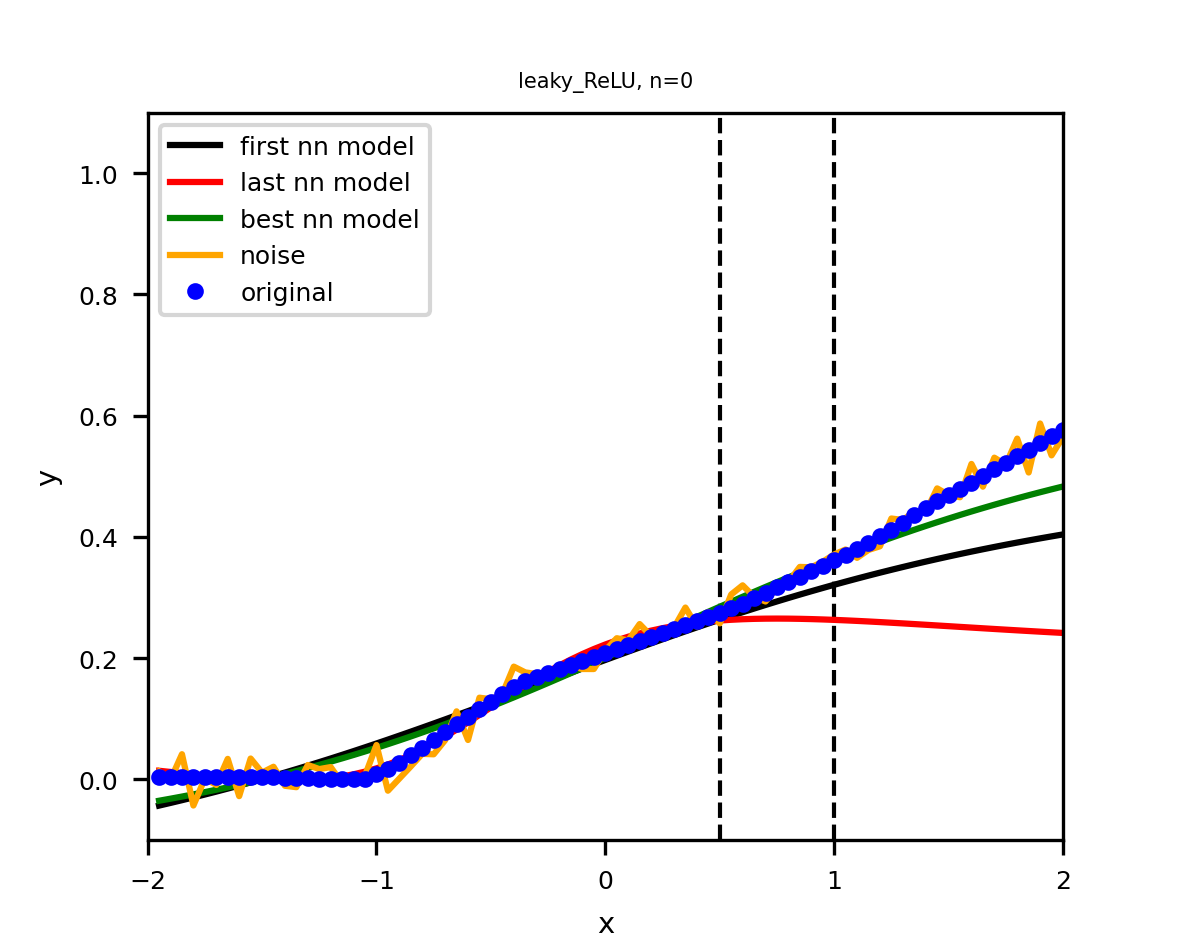 leaky_ReLU, n=0
first nn model
last nn model
best nn model
noise
original
1.0
0.8
0.6
0.4
0.2
0.0
y
−2
−1
0
1
2
x